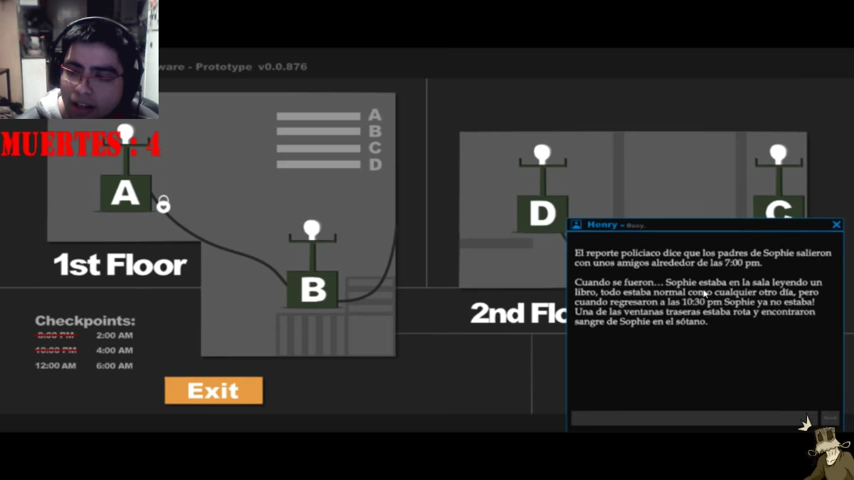 ware - Prototype v0.0.876
MUERTES : 4
A
B
C
D
A
B
D
C
1st Floor
2nd Flo
Henry - Busy.
El reporte policiaco dice que los padres de Sophie salieron
con unos amigos alrededor de las 7:00 pm.
Cuando se fueron... Sophie estaba en la sala leyendo un
libro, todo estaba normal como cualquier otro día, pero
cuando regresaron a las 10:30 pm Sophie ya no estaba!
Una de las ventanas traseras estaba rota y encontraron
sangre de Sophie en el sótano.
Checkpoints:
8:00 PM 2:00 AM
10:00 PM 4:00 AM
12:00 AM 6:00 AM
Exit